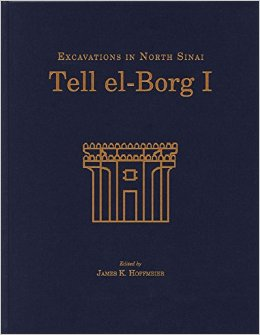 EXCAVATIONS IN NORTH SINAI
Tell el-Borg I
Edited by
JAMES K. HOFFMEIER